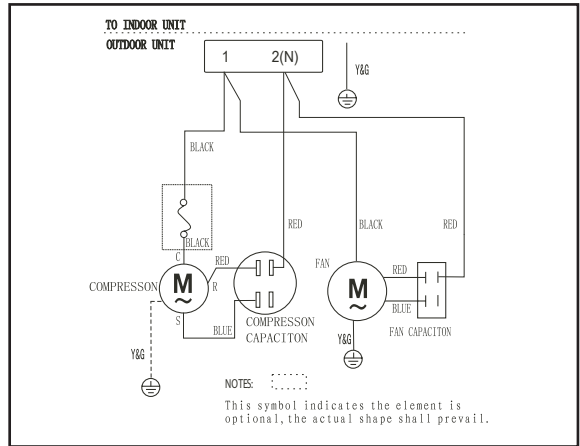 TO INDOOR UNIT
OUTDOOR UNIT
1 2(N)
Y&G
BLACK
RED
BLACK
RED
BLACK
C
RED
FAN
RED
COMPRESSON
M
~
R
M
~
S
BLUE
BLUE
COMPRESSON
CAPACITON
FAN CAPACITON
Y&G
Y&G
NOTES:
This symbol indicates the element is
optional, the actual shape shall prevail.